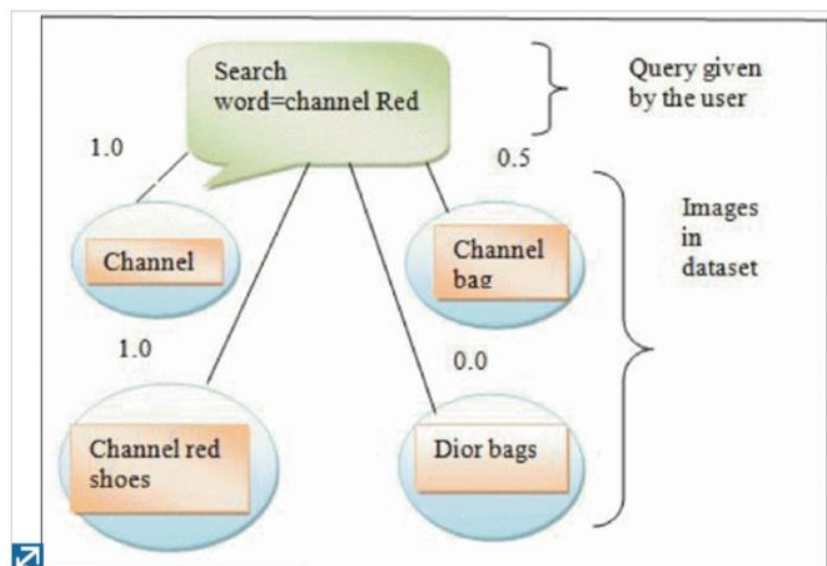 Search
word=channel Red
Query given
by the user
1.0
0.5
Channel
Channel
bag
Images
in
dataset
1.0
0.0
Channel red
shoes
Dior bags